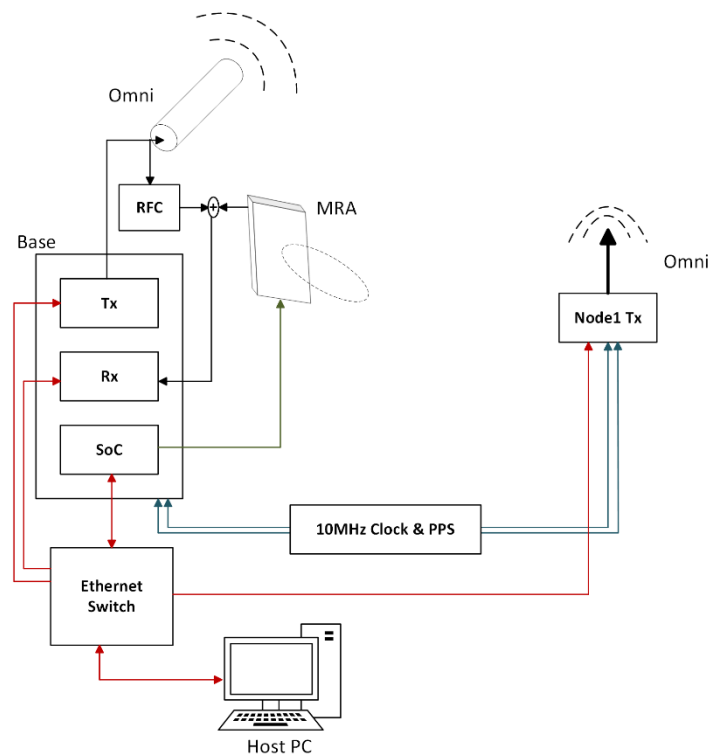 Omni
RFC
+
MRA
Base
Tx
Rx
SoC
Omni
Node1 Tx
10MHz Clock & PPS
Ethernet
Switch
Host PC